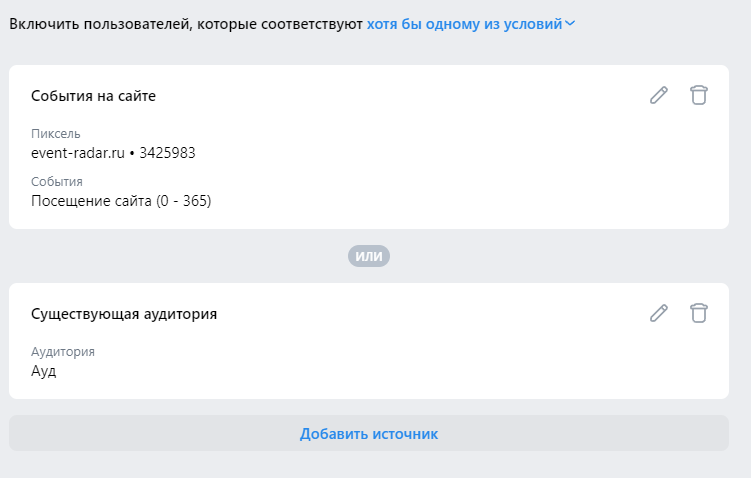 Включить пользователей, которые соответствуют хотя бы одному из условий
События на сайте
Пиксель
event-radar.ru • 3425983
События
Посещение сайта (0 - 365)
ИЛИ
Существующая аудитория
Аудитория
Ауд
Добавить источник